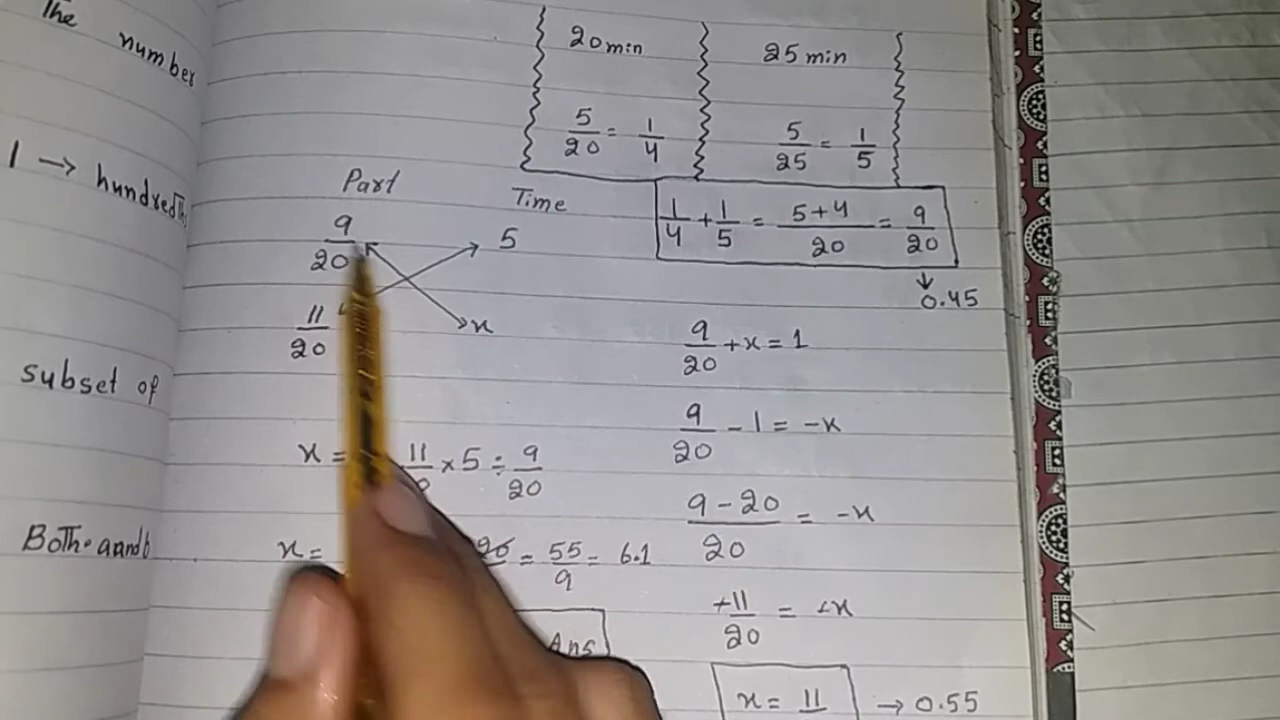 The number
1 → hundredth
subset of
Both a and b
20 min
25 min
5/20 = 1/4
5/25 = 1/5
Part
Time
9/20
5
1/4 + 1/5 = 5+4/20 = 9/20
↓
0.45
11/20
x
9/20 + x = 1
9/20 - 1 = -x
x = 11 × 5 ÷ 9/20
9 - 20/20 = -x
x =
20 = 55/9 = 6.1
+11/20 = +x
Ans
x = 11
→ 0.55